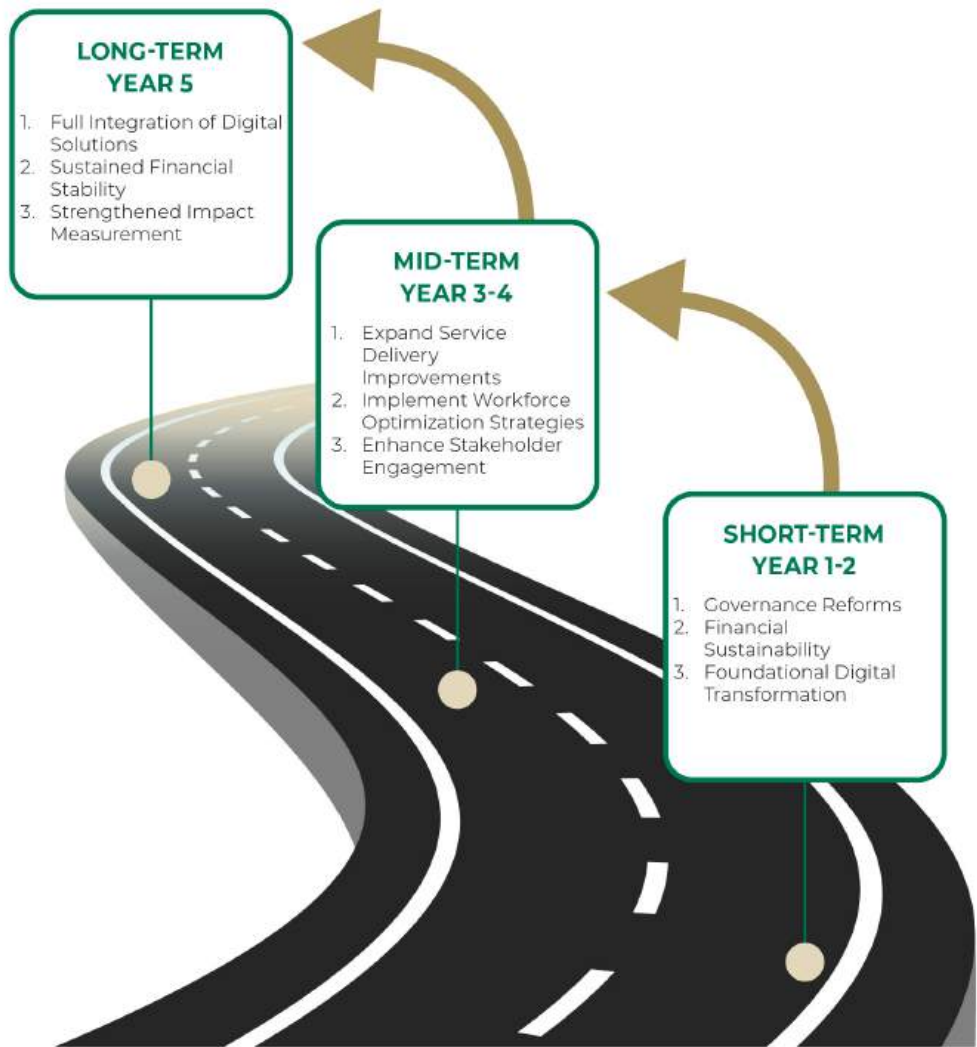 LONG-TERM
YEAR 5
1. Full Integration of Digital
Solutions
2. Sustained Financial
Stability
3. Strengthened Impact
Measurement
MID-TERM
YEAR 3-4
1. Expand Service
Delivery
Improvements
2. Implement Workforce
Optimization Strategies
3. Enhance Stakeholder
Engagement
SHORT-TERM
YEAR 1-2
1. Governance Reforms
2. Financial
Sustainability
3. Foundational Digital
Transformation